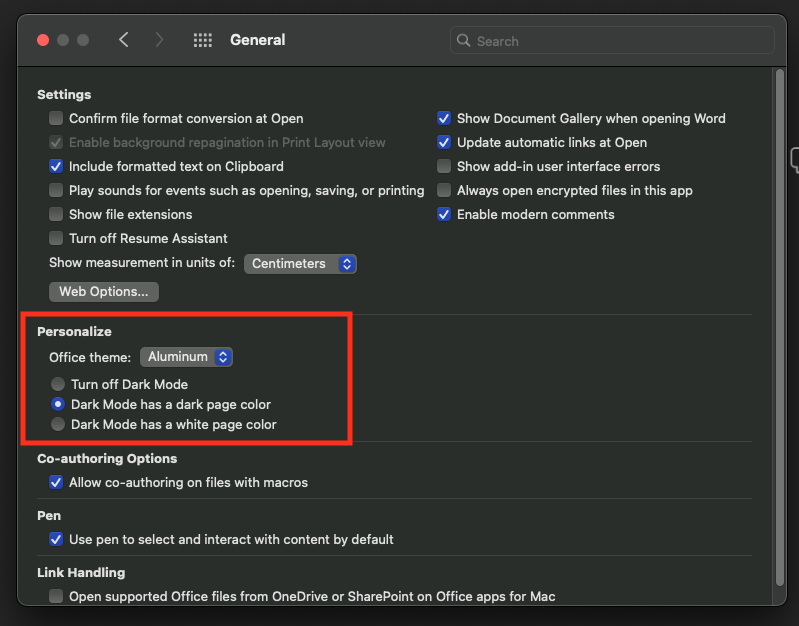 General
Search
Settings
Confirm file format conversion at Open
Enable background repagination in Print Layout view
Include formatted text on Clipboard
Play sounds for events such as opening, saving, or printing
Show file extensions
Turn off Resume Assistant
Show Document Gallery when opening Word
Update automatic links at Open
Show add-in user interface errors
Always open encrypted files in this app
Enable modern comments
Show measurement in units of: Centimeters
Web Options...
Personalize
Office theme: Aluminum
Turn off Dark Mode
Dark Mode has a dark page color
Dark Mode has a white page color
Co-authoring Options
Allow co-authoring on files with macros
Pen
Use pen to select and interact with content by default
Link Handling
Open supported Office files from OneDrive or SharePoint on Office apps for Mac